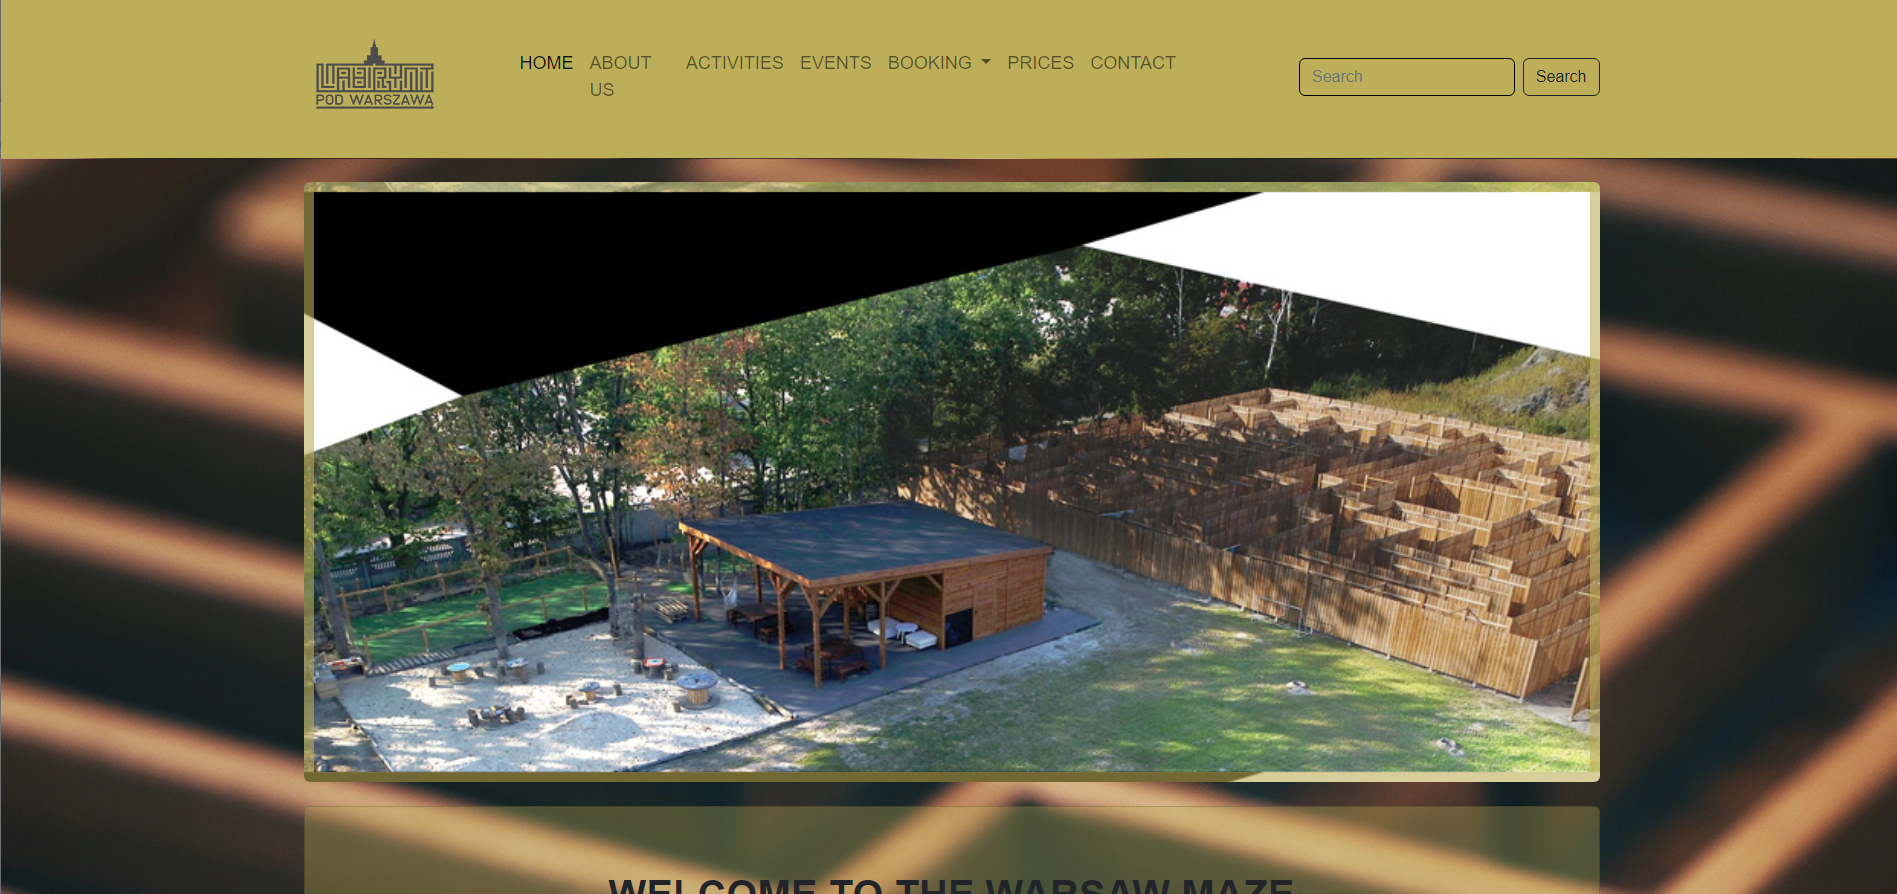 LABIRYNT
POD WARSZAWA
HOME ABOUT US ACTIVITIES EVENTS BOOKING PRICES CONTACT
Search Search
WELCOME TO THE WARSAW MAZE